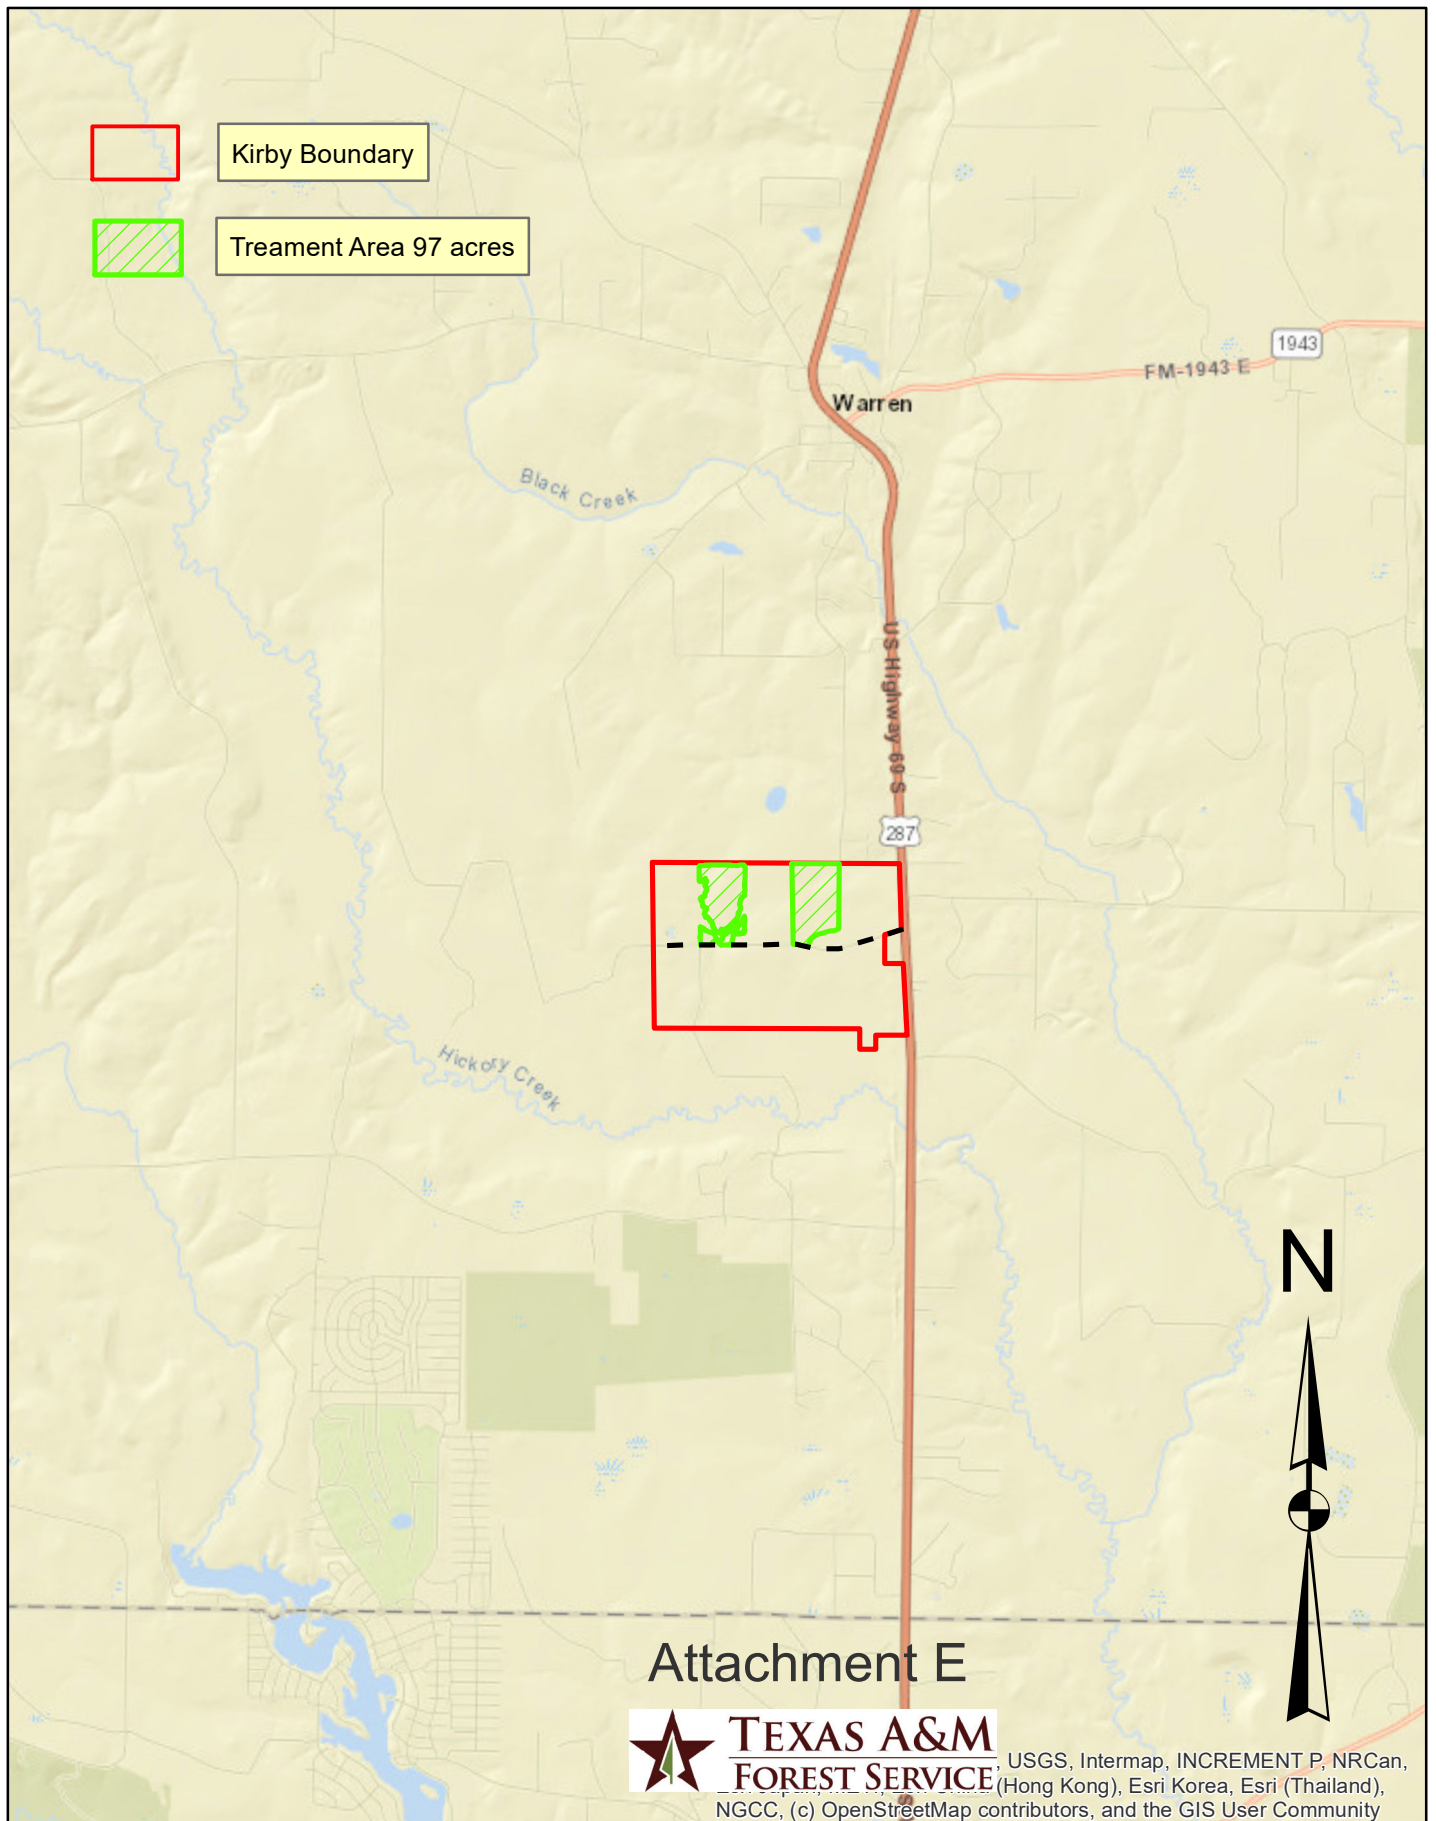 Kirby Boundary
Treament Area 97 acres
1943
FM-1943 E
Warren
Black Creek
US Highway 69 S
287
Hickory Creek
N
Attachment E
TEXAS A&M
FOREST SERVICE
, USGS, Intermap, INCREMENT P, NRCan,
(Hong Kong), Esri Korea, Esri (Thailand),
NGCC, (c) OpenStreetMap contributors, and the GIS User Community